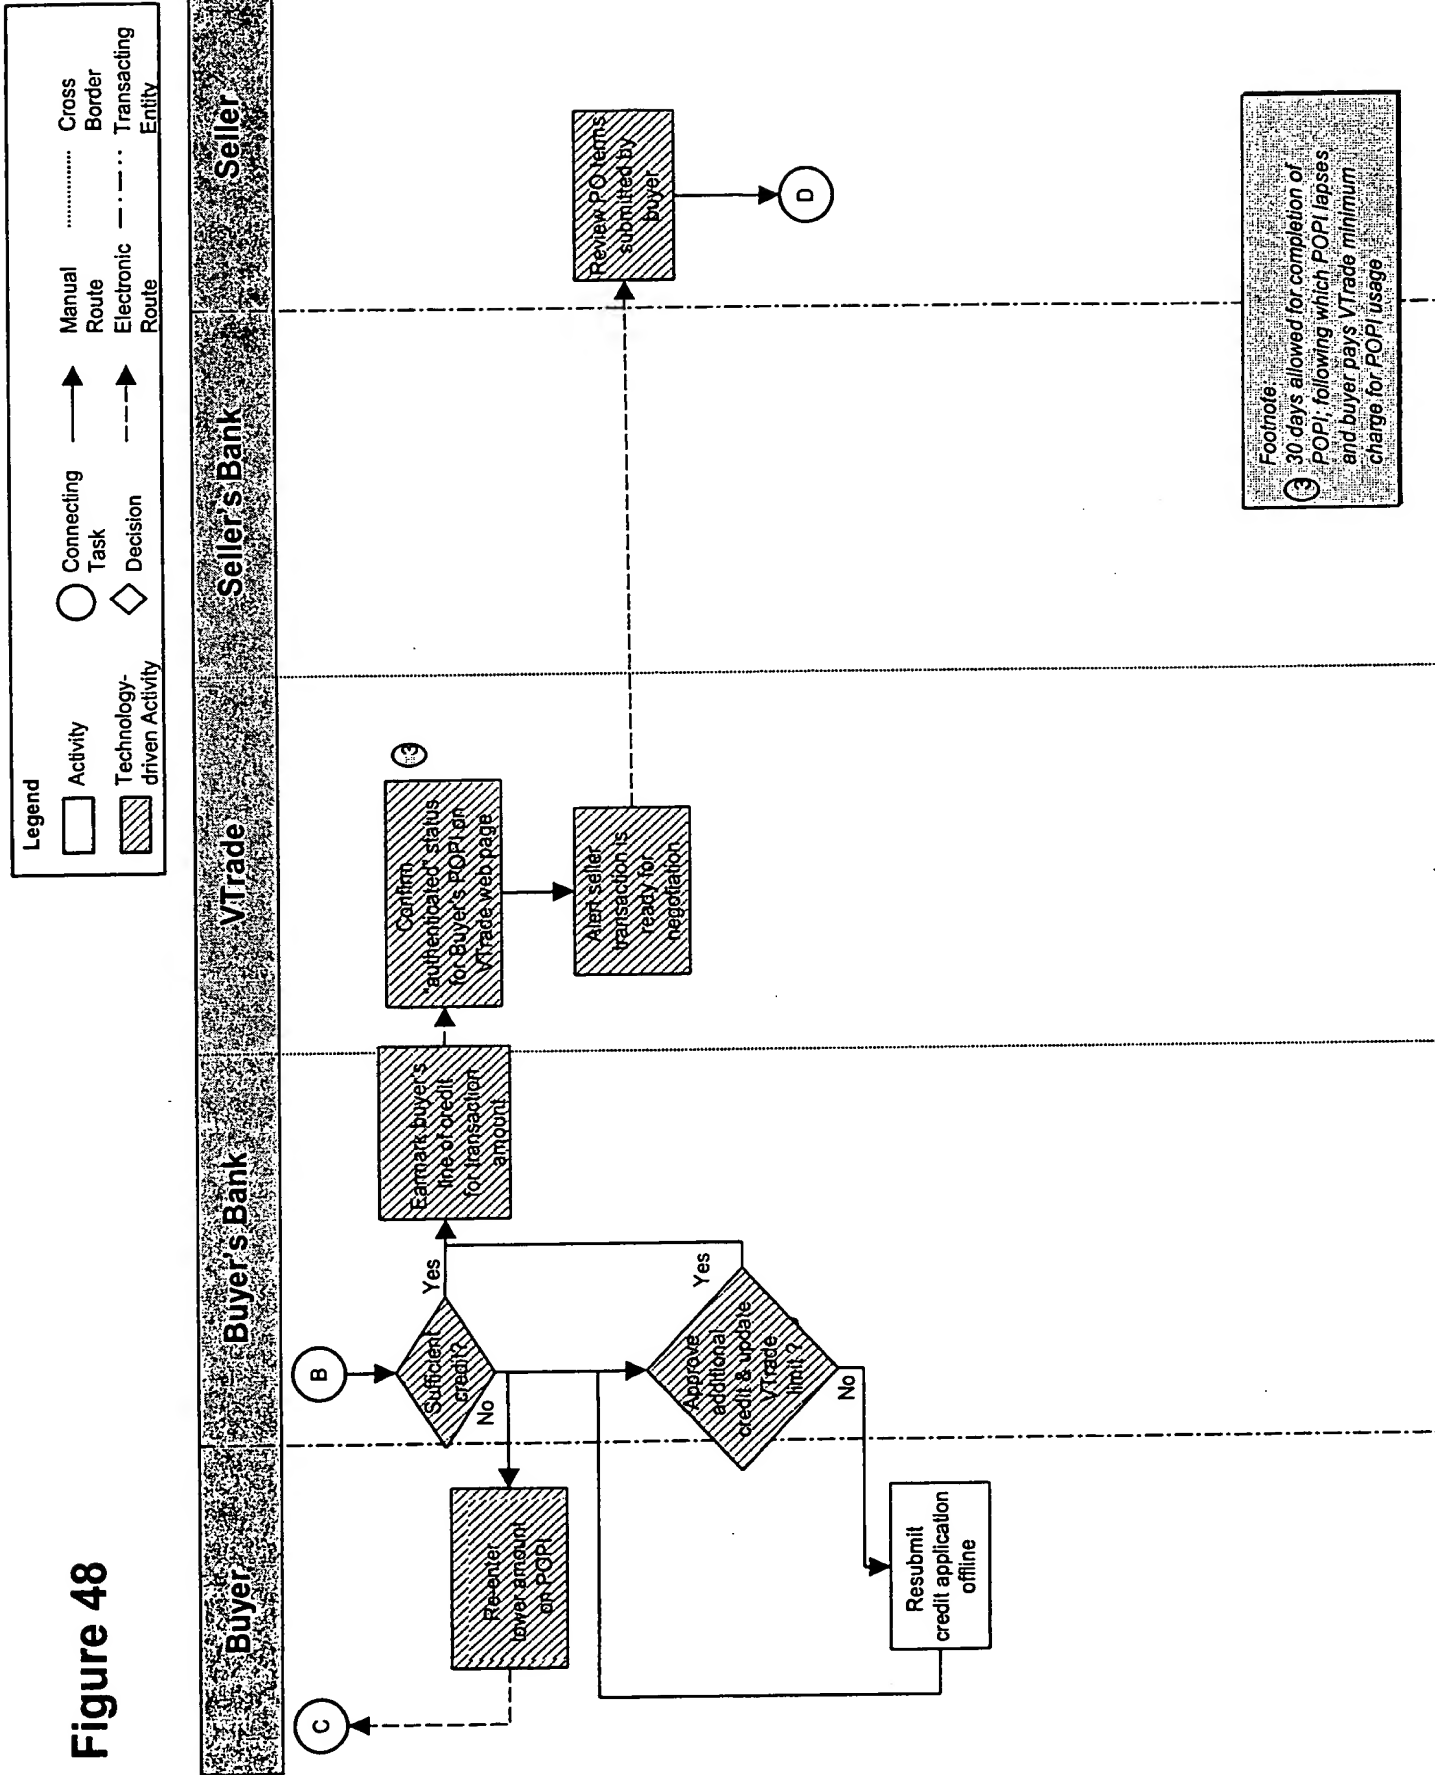 Figure 48
Legend
Activity
Technology-
driven Activity
Connecting
Task
Decision
Manual
Route
Electronic
Route
Cross
Border
Transacting
Entity
Buyer
Buyer's Bank
VTrade
Seller's Bank
Seller
C
B
Sufficient
credit?
Yes
No
Re-enter
lower amount
on POPI
Earmark buyer's
line of credit
for transaction
amount
Confirm
"authenticated" status
for Buyer's POPI on
VTrade web page
3
Alert seller
transaction is
ready for
negotiation
Review PO terms
submitted by
buyer
D
Approve
additional
credit & update
VTrade
limit?
Yes
No
Resubmit
credit application
offline
Footnote:
3 30 days allowed for completion of
POPI; following which POPI lapses
and buyer pays VTrade minimum
charge for POPI usage